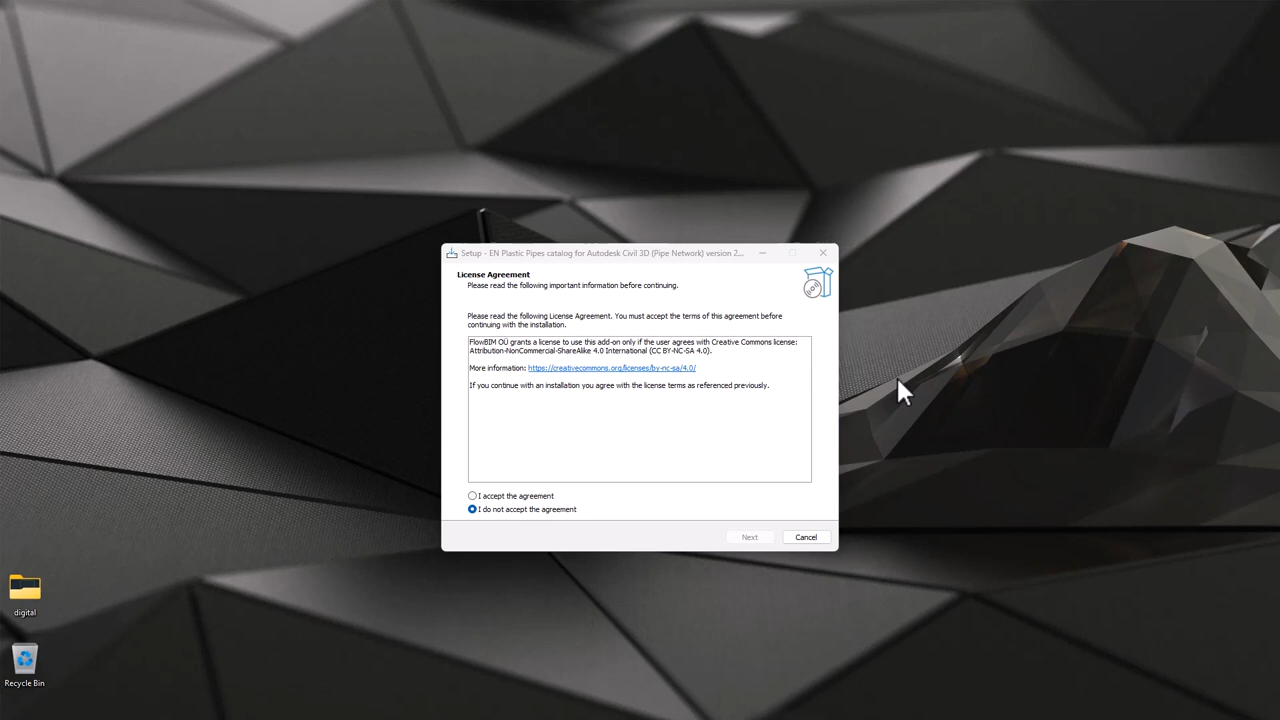 Setup - EN Plastic Pipes catalog for Autodesk Civil 3D (Pipe Network) version 2...
License Agreement
Please read the following important information before continuing.
Please read the following License Agreement. You must accept the terms of this agreement before
continuing with the installation.
FlowBIM OÜ grants a license to use this add-on only if the user agrees with Creative Commons license:
Attribution-NonCommercial-ShareAlike 4.0 International (CC BY-NC-SA 4.0).
More information: https://creativecommons.org/licenses/by-nc-sa/4.0/
If you continue with an installation you agree with the license terms as referenced previously.
I accept the agreement
I do not accept the agreement
Next
Cancel
digital
Recycle Bin